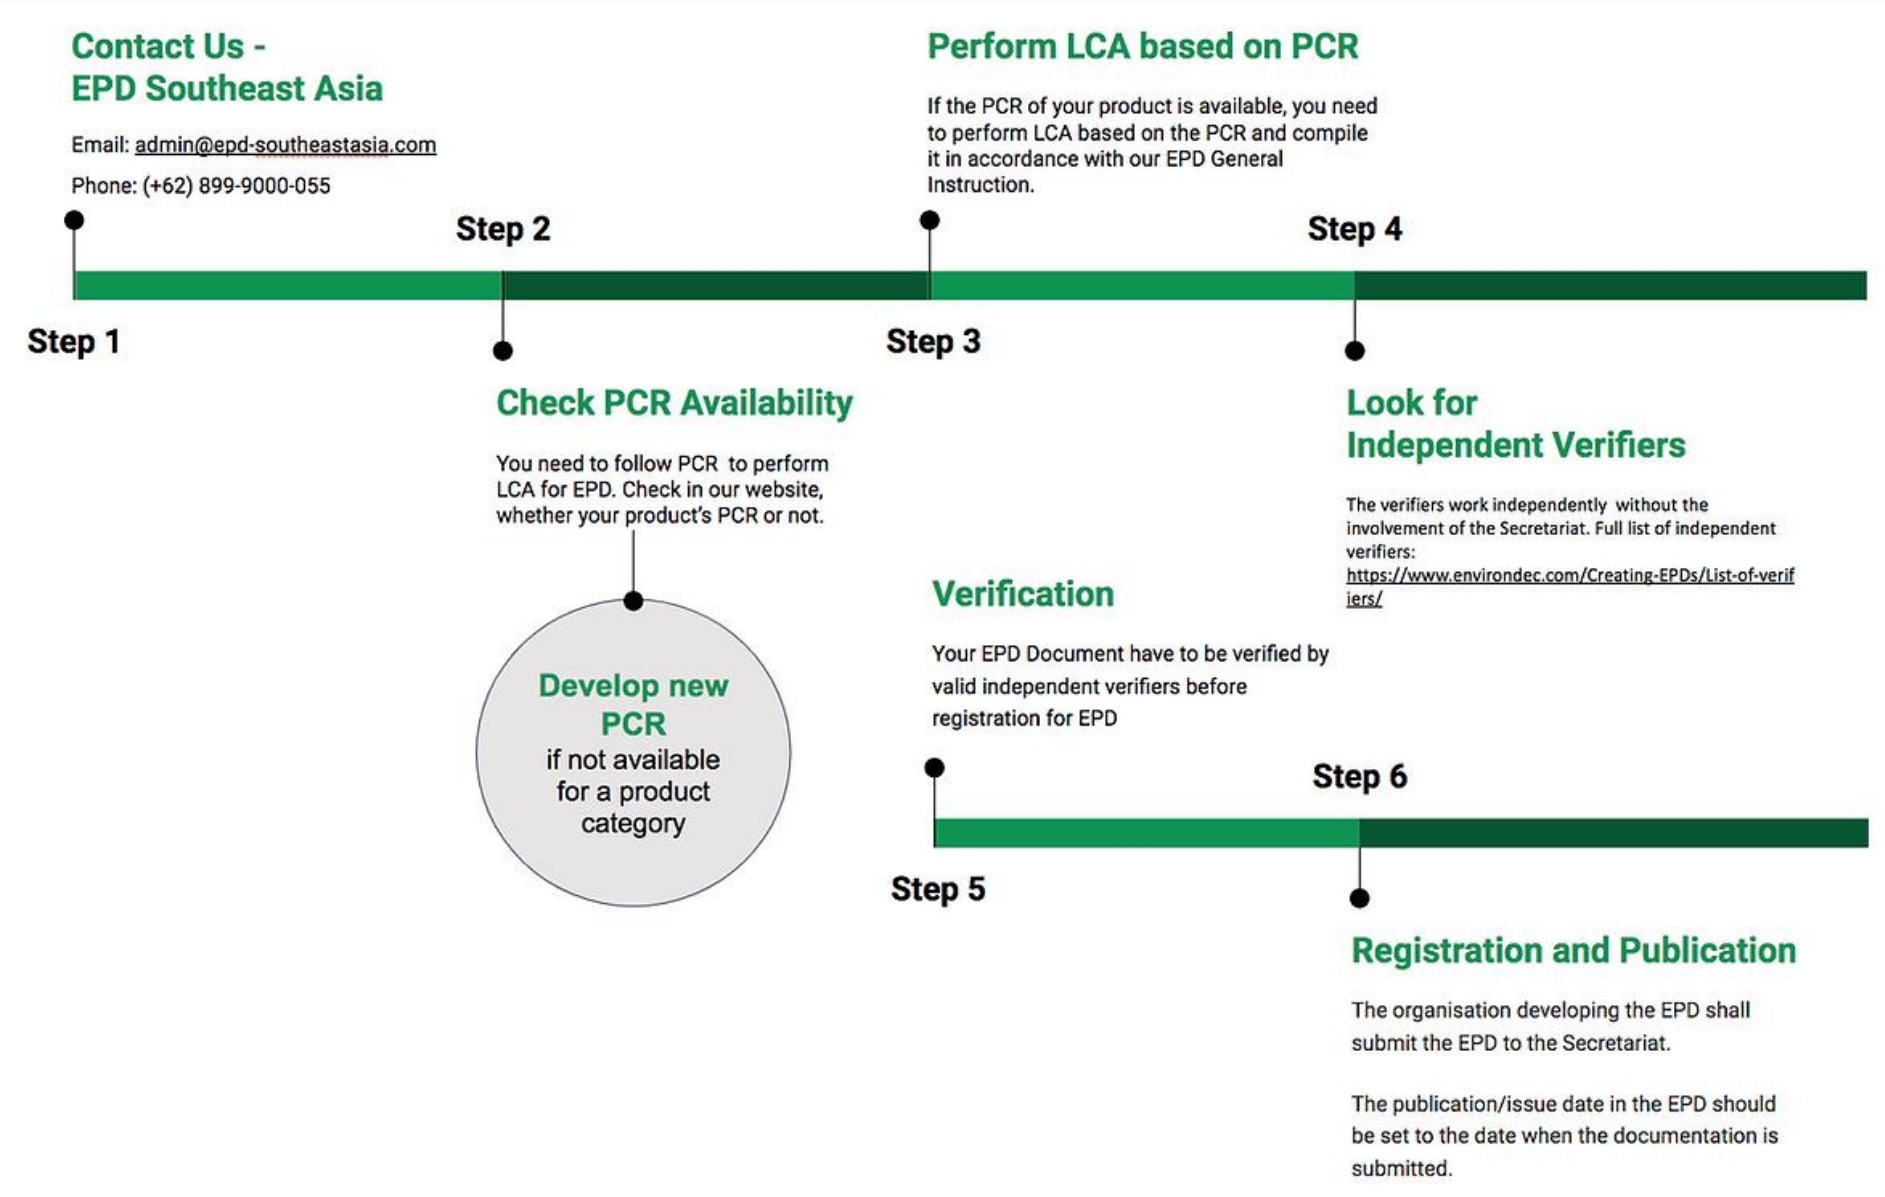 Contact Us -
EPD Southeast Asia
Email: admin@epd-southeastasia.com
Phone: (+62) 899-9000-055
Step 1
Step 2
Check PCR Availability
You need to follow PCR  to perform
LCA for EPD. Check in our website,
whether your product's PCR or not.
Develop new
PCR
if not available
for a product
category
Perform LCA based on PCR
If the PCR of your product is available, you need
to perform LCA based on the PCR and compile
it in accordance with our EPD General
Instruction.
Step 3
Step 4
Look for
Independent Verifiers
The verifiers work independently  without the
involvement of the Secretariat. Full list of independent
verifiers:
https://www.environdec.com/Creating-EPDs/List-of-verif
iers/
Verification
Your EPD Document have to be verified by
valid independent verifiers before
registration for EPD
Step 5
Step 6
Registration and Publication
The organisation developing the EPD shall
submit the EPD to the Secretariat.
The publication/issue date in the EPD should
be set to the date when the documentation is
submitted.